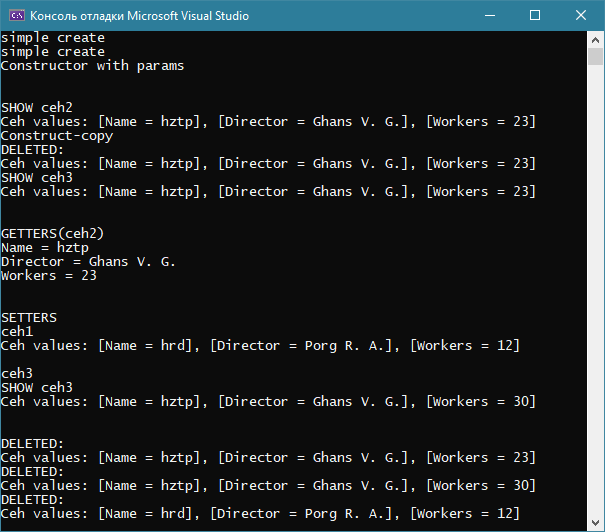 Консоль отладки Microsoft Visual Studio
simple create
simple create
Constructor with params
SHOW ceh2
Ceh values: [Name = hztp], [Director = Ghans V. G.], [Workers = 23]
Construct-copy
DELETED:
Ceh values: [Name = hztp], [Director = Ghans V. G.], [Workers = 23]
SHOW ceh3
Ceh values: [Name = hztp], [Director = Ghans V. G.], [Workers = 23]
GETTERS(ceh2)
Name = hztp
Director = Ghans V. G.
Workers = 23
SETTERS
ceh1
Ceh values: [Name = hrd], [Director = Porg R. A.], [Workers = 12]
ceh3
SHOW ceh3
Ceh values: [Name = hztp], [Director = Ghans V. G.], [Workers = 30]
DELETED:
Ceh values: [Name = hztp], [Director = Ghans V. G.], [Workers = 23]
DELETED:
Ceh values: [Name = hztp], [Director = Ghans V. G.], [Workers = 30]
DELETED:
Ceh values: [Name = hrd], [Director = Porg R. A.], [Workers = 12]